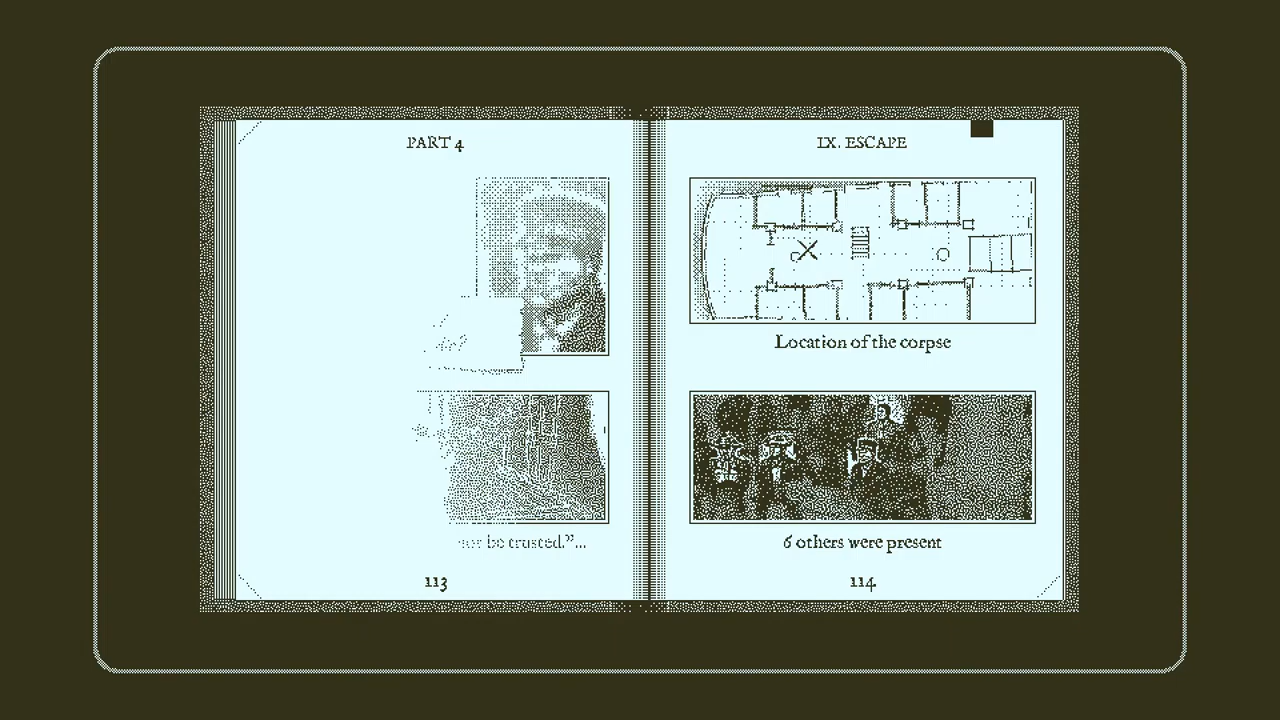 PART 4
be trusted.”...
113
IX. ESCAPE
Location of the corpse
6 others were present
114